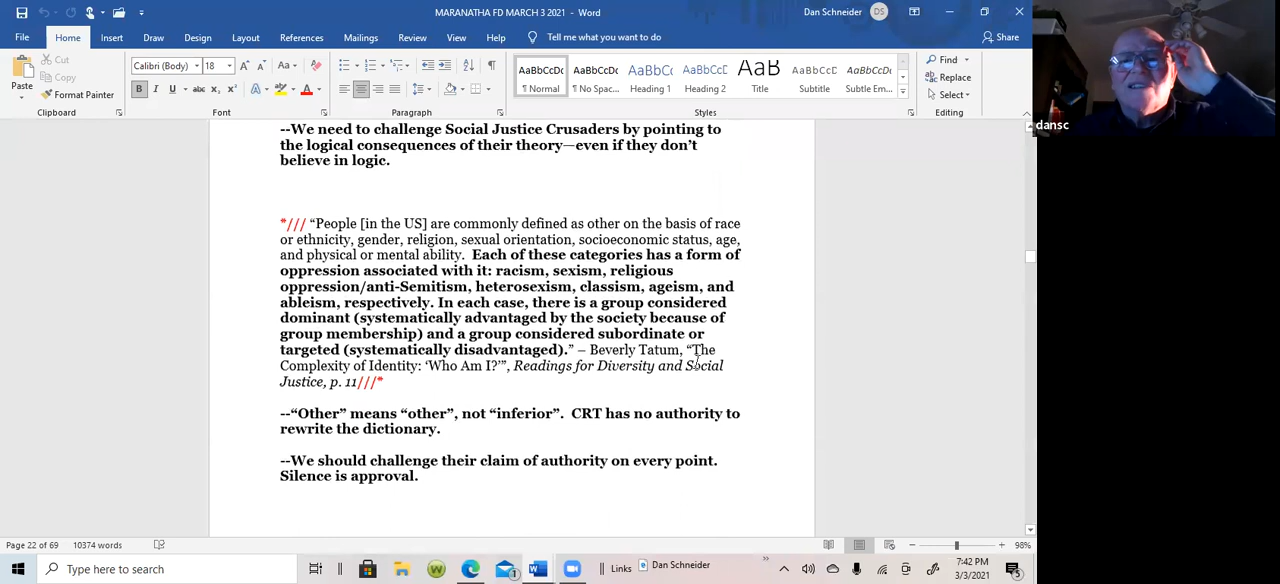 MARANATHA FD MARCH 3 2021 - Word
Dan Schneider
DS
File
Home
Insert
Draw
Design
Layout
References
Mailings
Review
View
Help
Tell me what you want to do
Share
Paste
Cut
Copy
Format Painter
Clipboard
Calibri (Body)
18
Font
Paragraph
AaBbCcDc
AaBbCcDc
AaBbCc
AaBbCcD
AaB
AaBbCcD
AaBbCcD
¶ Normal
¶ No Spac...
Heading 1
Heading 2
Title
Subtitle
Subtle Em...
Styles
Find
Replace
Select
Editing
dansc
--We need to challenge Social Justice Crusaders by pointing to
the logical consequences of their theory—even if they don't
believe in logic.
*/// “People [in the US] are commonly defined as other on the basis of race
or ethnicity, gender, religion, sexual orientation, socioeconomic status, age,
and physical or mental ability. Each of these categories has a form of
oppression associated with it: racism, sexism, religious
oppression/anti-Semitism, heterosexism, classism, ageism, and
ableism, respectively. In each case, there is a group considered
dominant (systematically advantaged by the society because of
group membership) and a group considered subordinate or
targeted (systematically disadvantaged).” – Beverly Tatum, “The
Complexity of Identity: ‘Who Am I?’”, Readings for Diversity and Social
Justice, p. 11///*
--“Other” means “other”, not “inferior”. CRT has no authority to
rewrite the dictionary.
--We should challenge their claim of authority on every point.
Silence is approval.
Page 22 of 69
10374 words
98%
Type here to search
Links
Dan Schneider
7:42 PM
3/3/2021